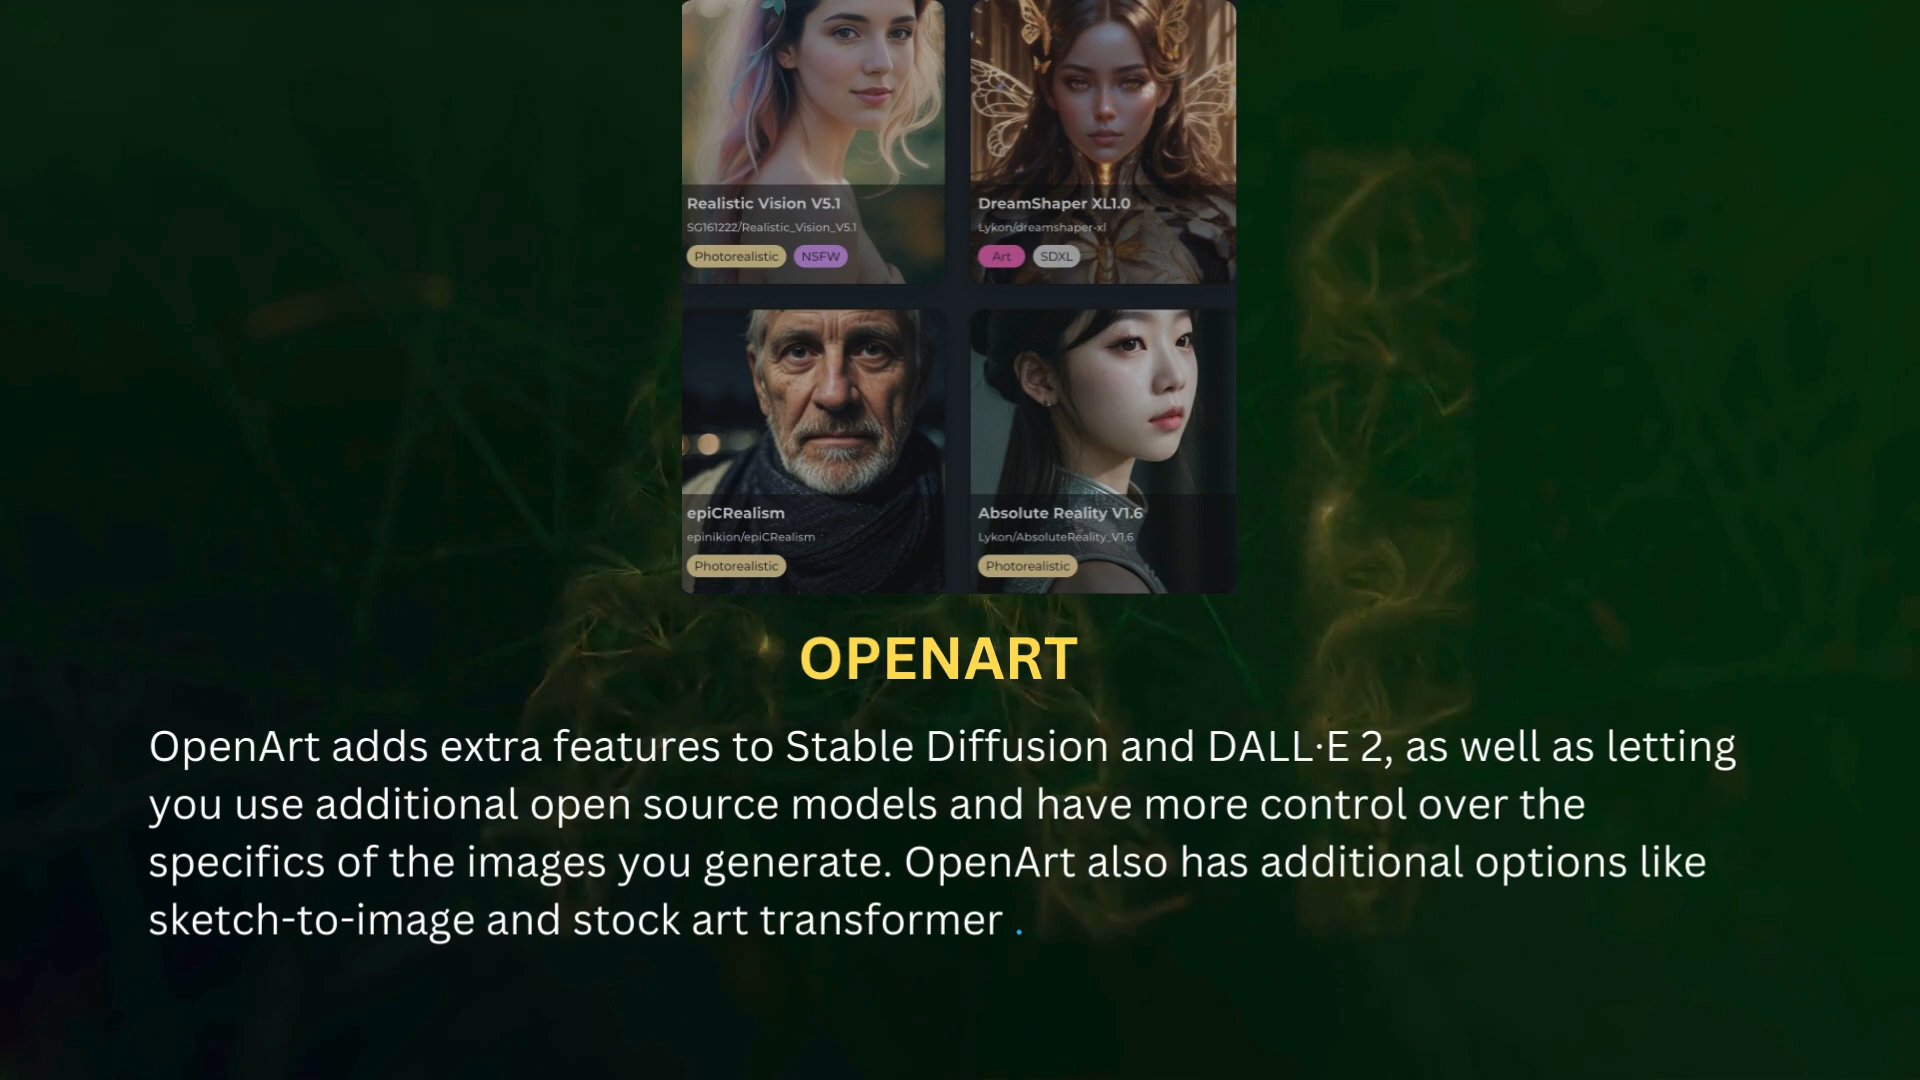 Realistic Vision V5.1
SG161222/Realistic_Vision_V5.1
Photorealistic NSFW
DreamShaper XL1.0
Lykon/dreamshaper-xl
Art SDXL
epiCRealism
epinikion/epiCRealism
Photorealistic
Absolute Reality V1.6
Lykon/AbsoluteReality_V1.6
Photorealistic
OPENART
OpenArt adds extra features to Stable Diffusion and DALL·E 2, as well as letting
you use additional open source models and have more control over the
specifics of the images you generate. OpenArt also has additional options like
sketch-to-image and stock art transformer .